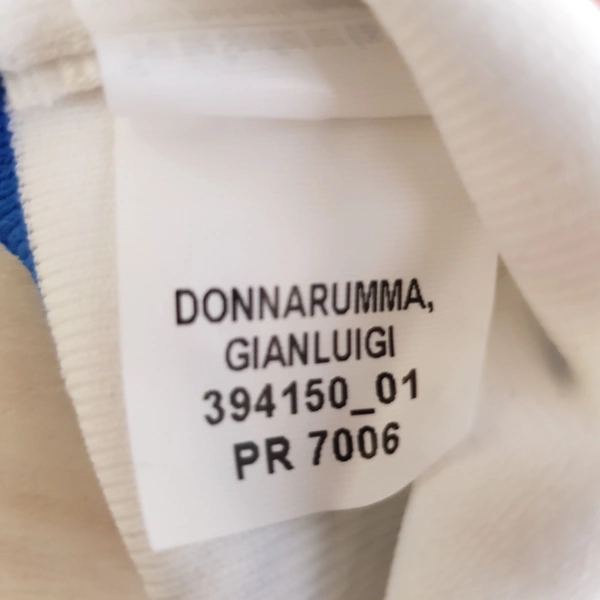 DONNARUMMA,
GIANLUIGI
394150_01
PR 7006